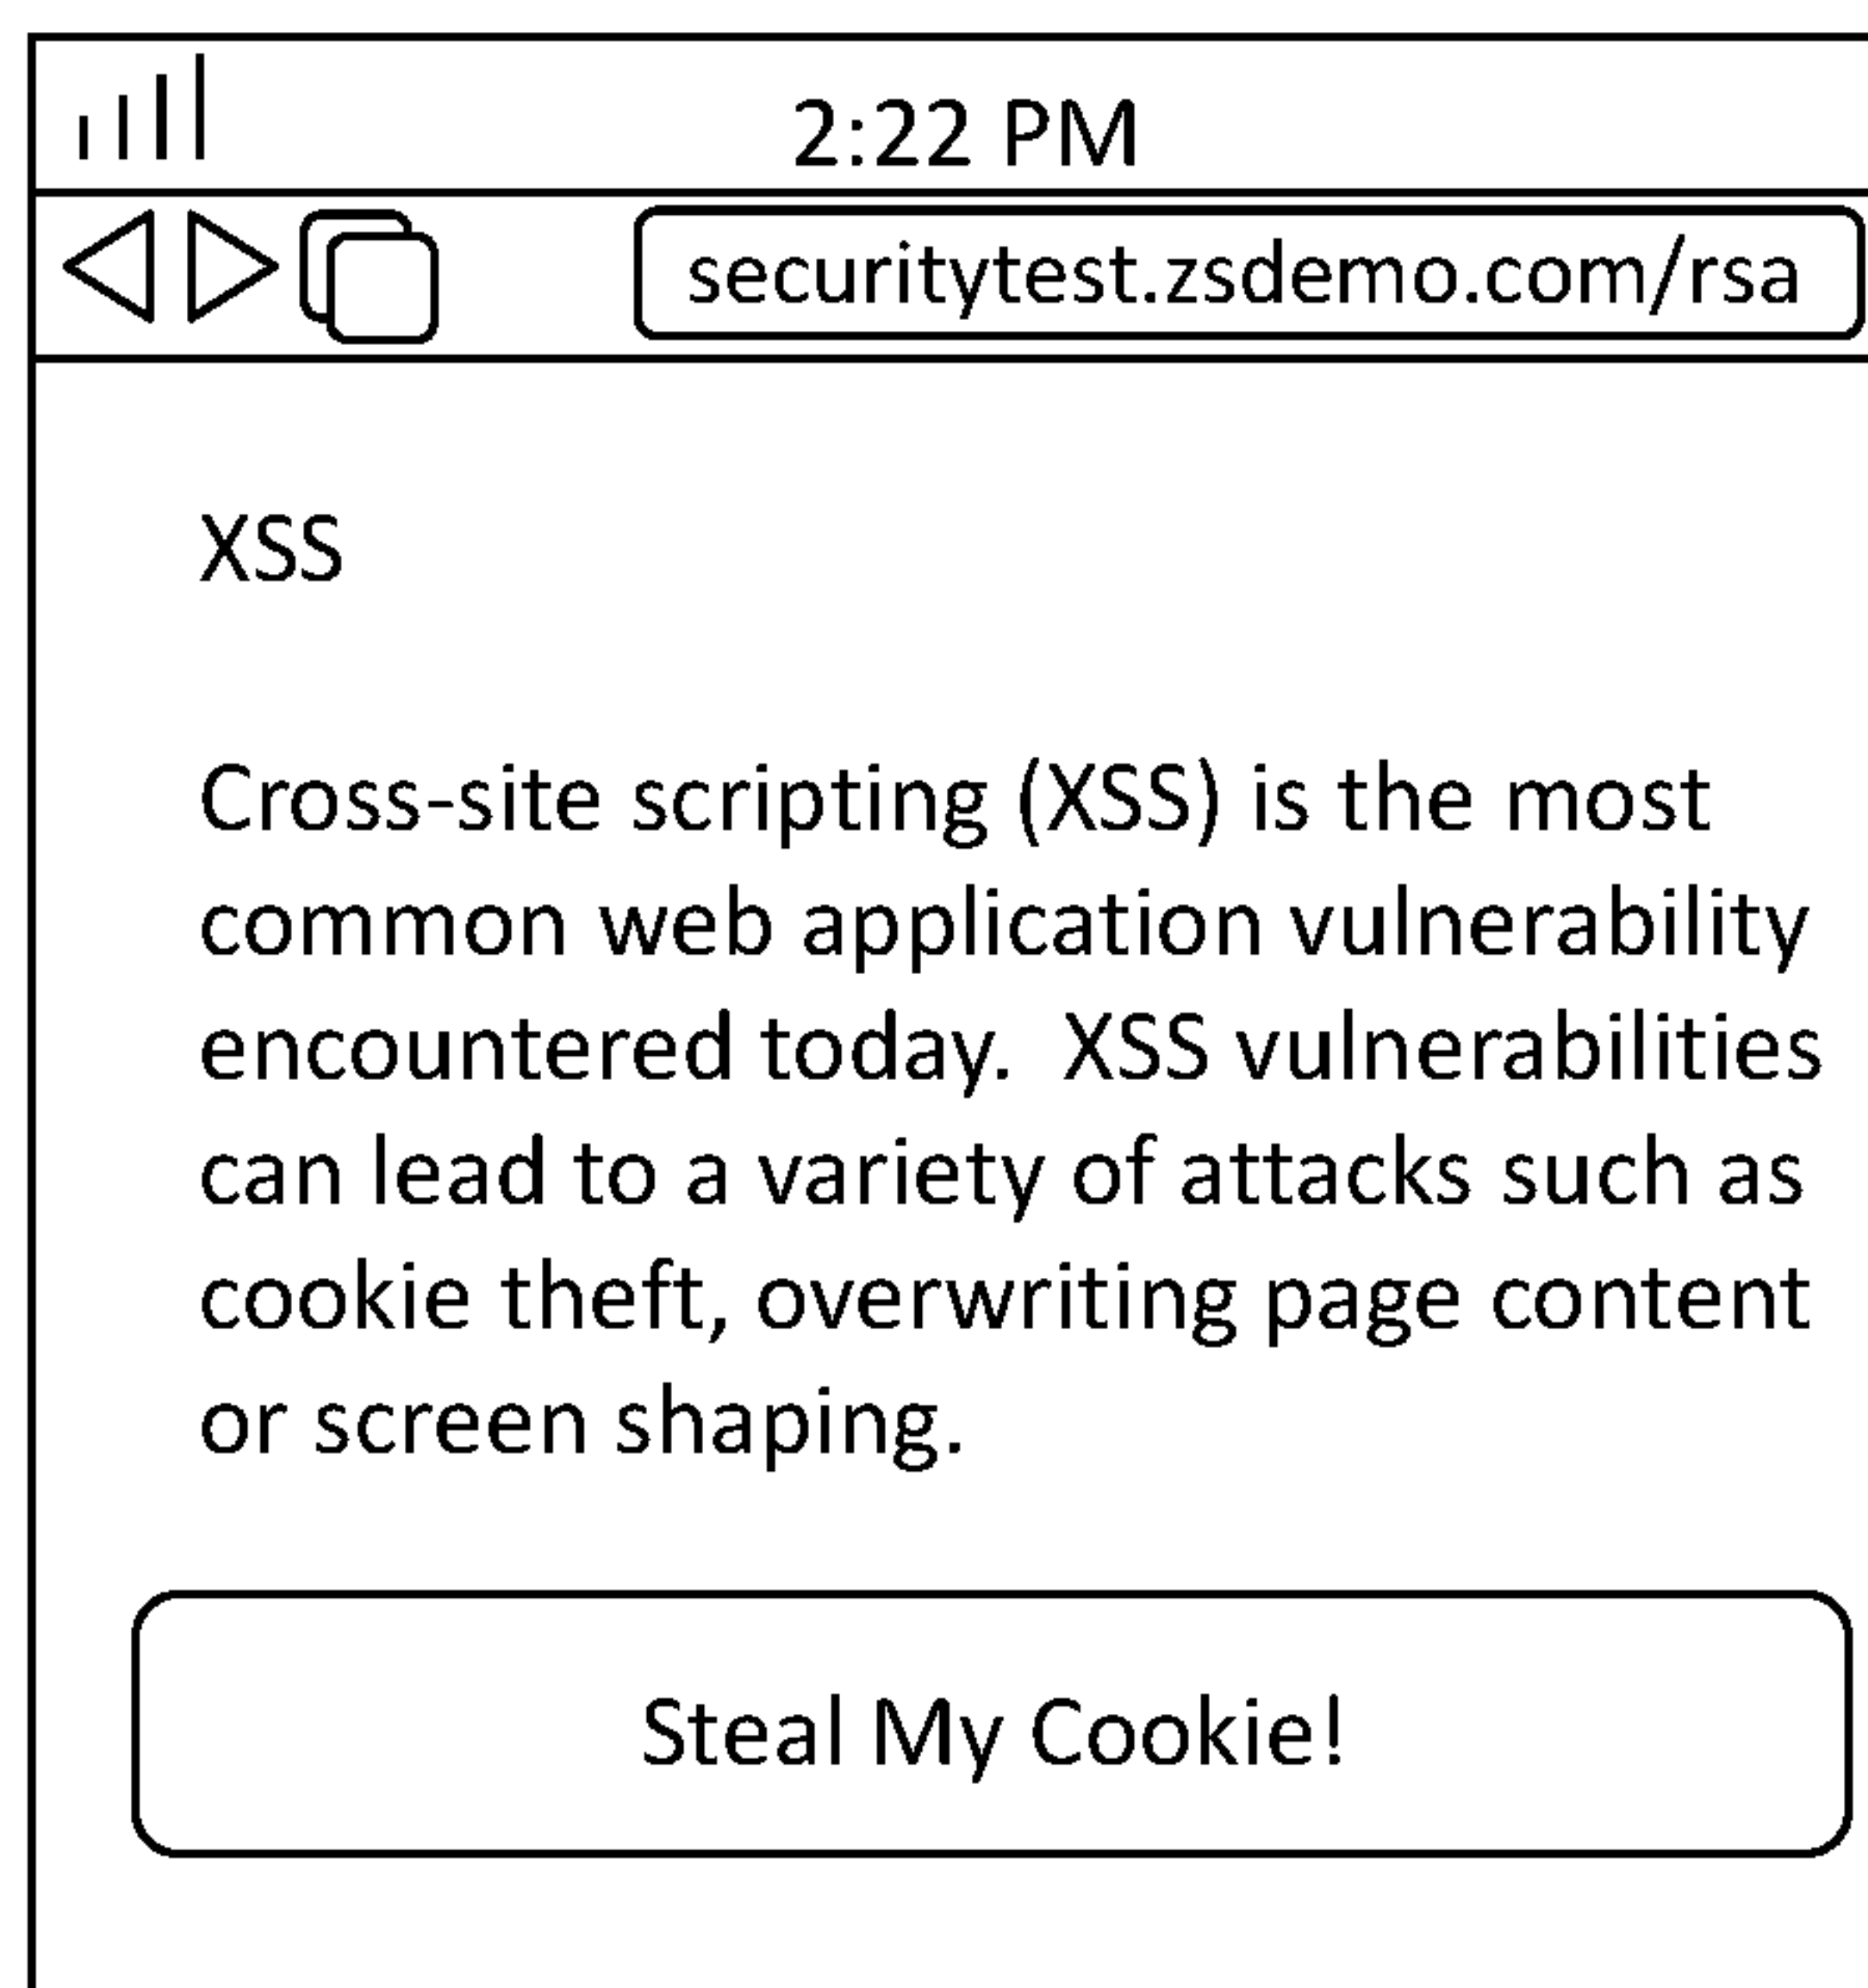 2:22 PM
securitytest.zsdemo.com/rsa
XSS
Cross-site scripting (XSS) is the most
common web application vulnerability
encountered today.  XSS vulnerabilities
can lead to a variety of attacks such as
cookie theft, overwriting page content
or screen shaping.
Steal My Cookie!